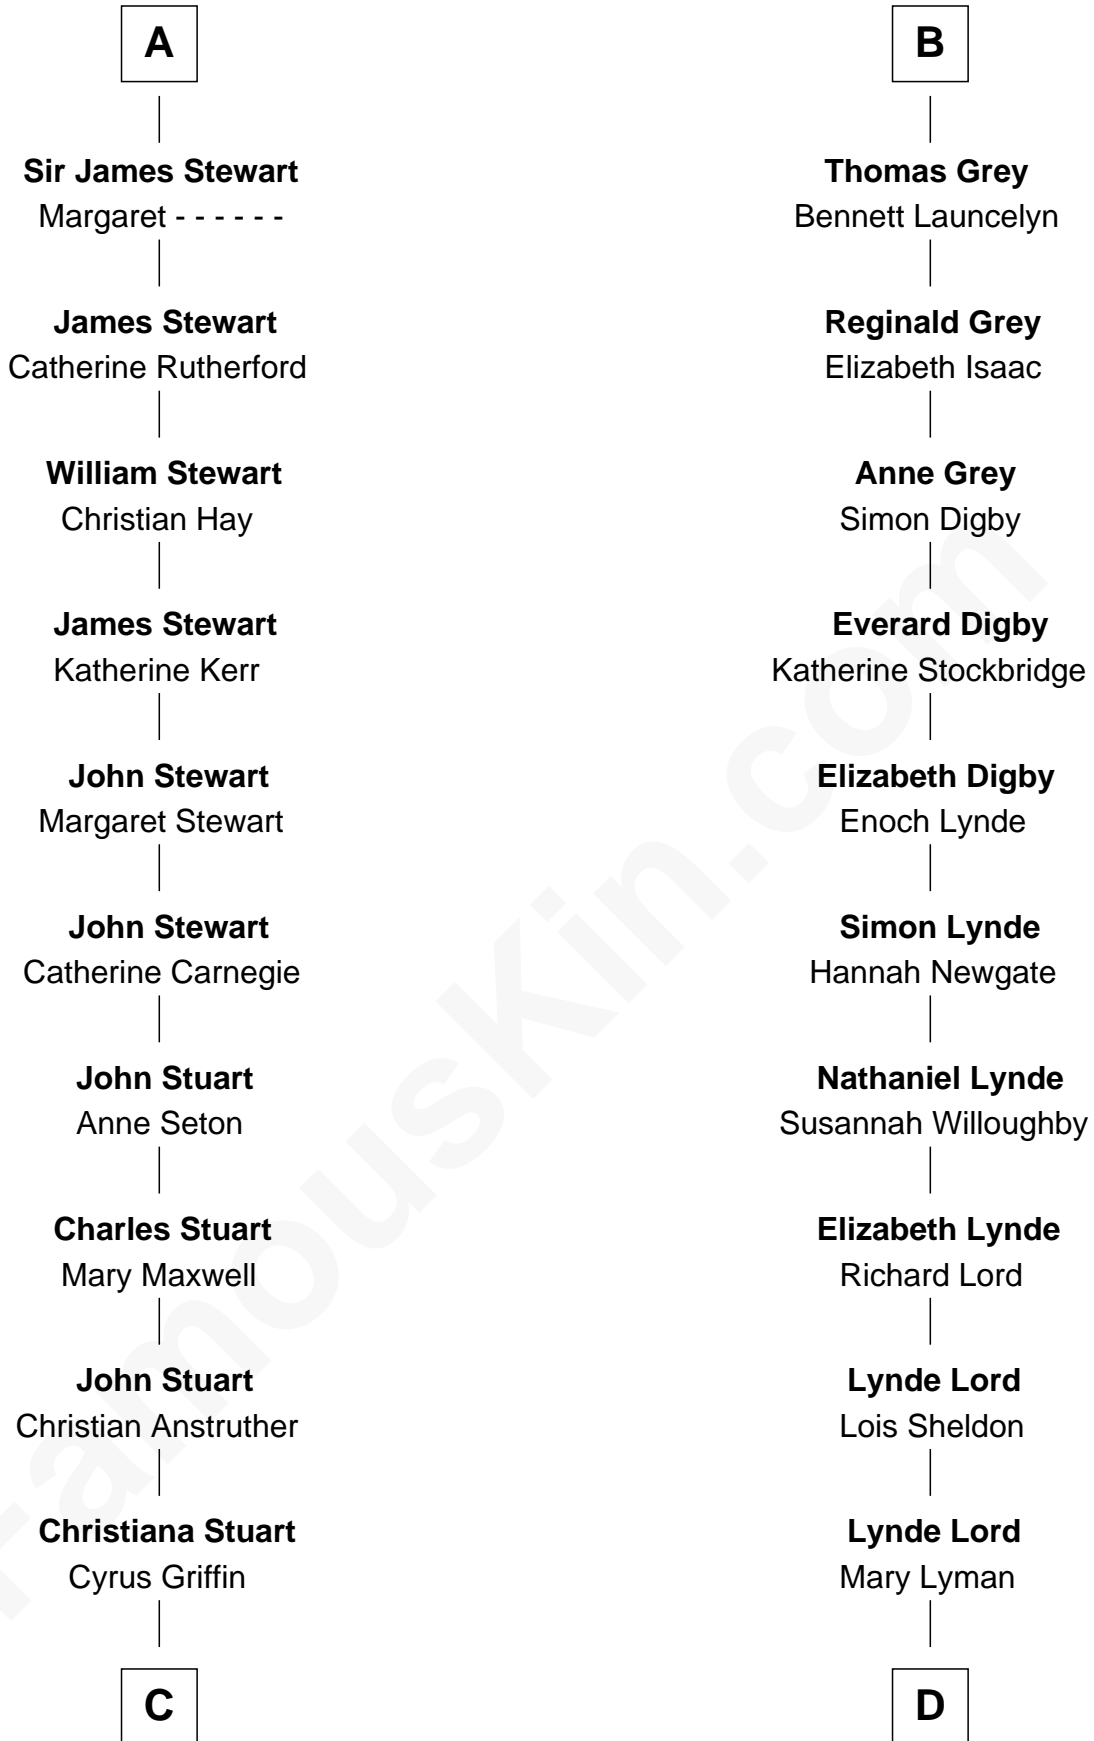 A
Sir James Stewart
Margaret - - - - - -
James Stewart
Catherine Rutherford
William Stewart
Christian Hay
James Stewart
Katherine Kerr
John Stewart
Margaret Stewart
John Stewart
Catherine Carnegie
John Stuart
Anne Seton
Charles Stuart
Mary Maxwell
John Stuart
Christian Anstruther
Christiana Stuart
Cyrus Griffin
C
B
Thomas Grey
Bennett Launcelyn
Reginald Grey
Elizabeth Isaac
Anne Grey
Simon Digby
Everard Digby
Katherine Stockbridge
Elizabeth Digby
Enoch Lynde
Simon Lynde
Hannah Newgate
Nathaniel Lynde
Susannah Willoughby
Elizabeth Lynde
Richard Lord
Lynde Lord
Lois Sheldon
Lynde Lord
Mary Lyman
D
FamousKin.com